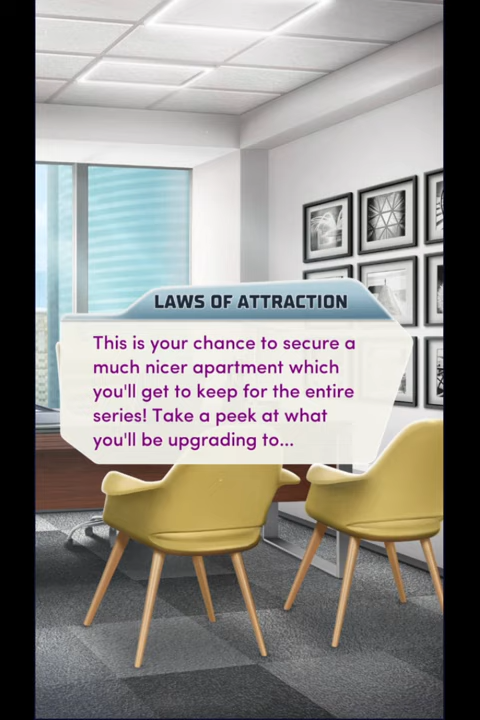 LAWS OF ATTRACTION
This is your chance to secure a
much nicer apartment which
you'll get to keep for the entire
series! Take a peek at what
you'll be upgrading to...